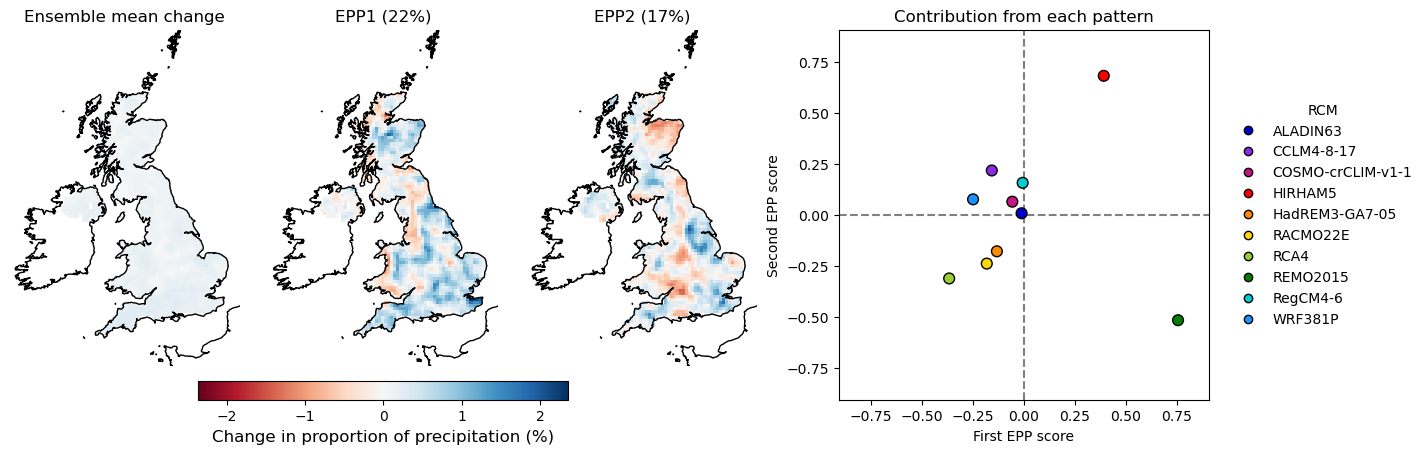 Ensemble mean change
EPP1 (22%)
EPP2 (17%)
Contribution from each pattern
−2 −1 0 1 2
Change in proportion of precipitation (%)
Second EPP score
0.75
0.50
0.25
0.00
−0.25
−0.50
−0.75
−0.75 −0.50 −0.25 0.00 0.25 0.50 0.75
First EPP score
RCM
ALADIN63
CCLM4-8-17
COSMO-crCLIM-v1-1
HIRHAM5
HadREM3-GA7-05
RACMO22E
RCA4
REMO2015
RegCM4-6
WRF381P